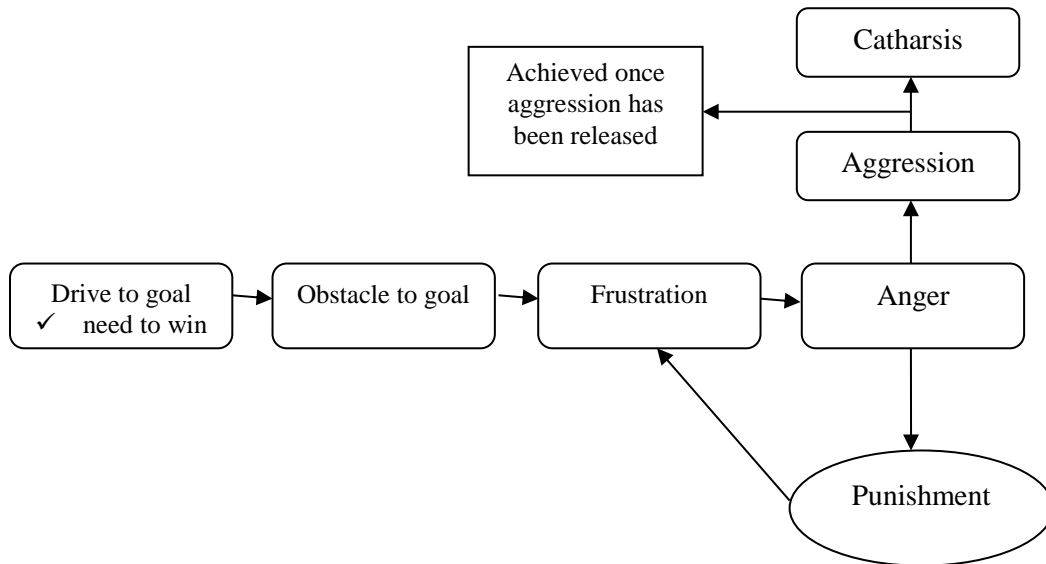 Catharsis
Achieved once
aggression has
been released
Aggression
Drive to goal
✓ need to win
Obstacle to goal
Frustration
Anger
Punishment